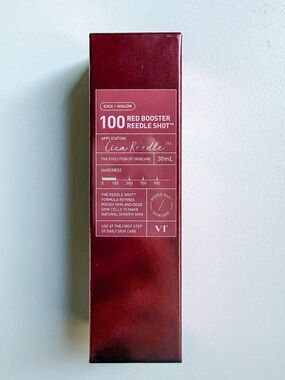 CICA + HYALON
100 RED BOOSTER
REEDLE SHOT™
APPLICATION
Cica Reedle™
THE EVOLUTION OF SKINCARE 30mL
HARDNESS
0 100 300 700
THE REEDLE SHOT™
FORMULA REFINES
ROUGH SKIN AND DEAD
SKIN CELLS TO MAKE
NATURAL SMOOTH SKIN
USE AT THE FIRST STEP
OF DAILY SKIN CARE
VT